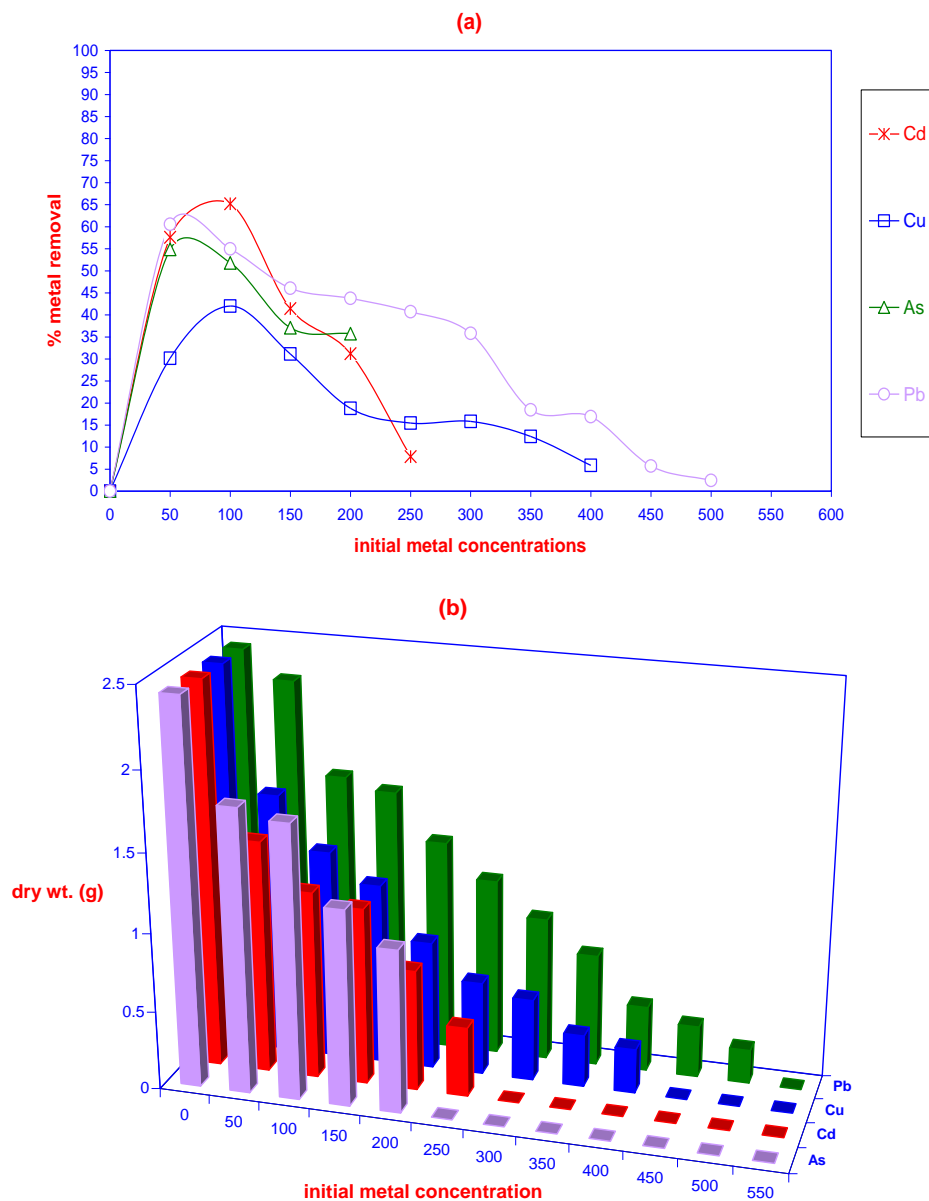 (a)
100
95
90
85
80
75
70
65
60
55
50
45
40
35
30
25
20
15
10
5
0
% metal removal
0 50 100 150 200 250 300 350 400 450 500 550 600
initial metal concentrations
Cd
Cu
As
Pb
(b)
2.5
2
1.5
1
0.5
0
dry wt. (g)
0 50 100 150 200 250 300 350 400 450 500 550
Pb
Cu
Cd
As
initial metal concentration